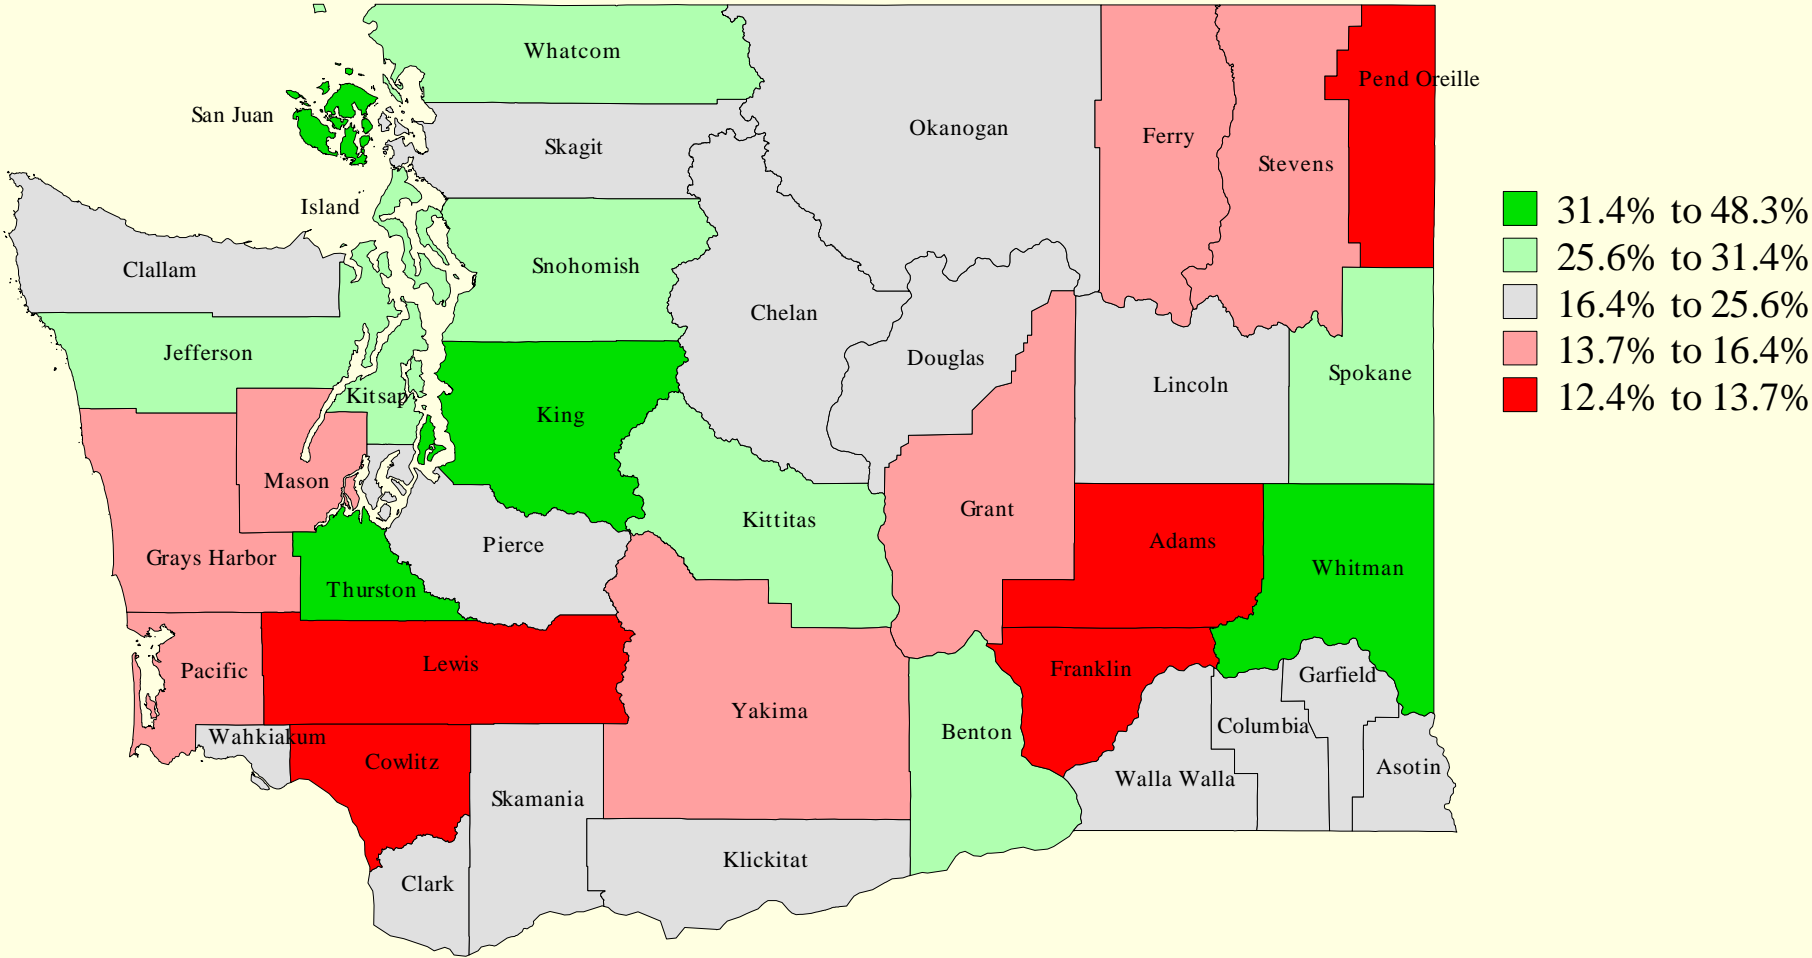 Whatcom
Pend Oreille
San Juan
Okanogan
Ferry
Skagit
Stevens
Island
31.4% to 48.3%
25.6% to 31.4%
16.4% to 25.6%
13.7% to 16.4%
12.4% to 13.7%
Clallam
Snohomish
Chelan
Jefferson
Douglas
Spokane
Lincoln
Kitsap
King
Mason
Grant
Kittitas
Pierce
Adams
Grays Harbor
Whitman
Thurston
Lewis
Pacific
Franklin
Garfield
Yakima
Columbia
Benton
Wahkiakum
Cowlitz
Asotin
Walla Walla
Skamania
Klickitat
Clark